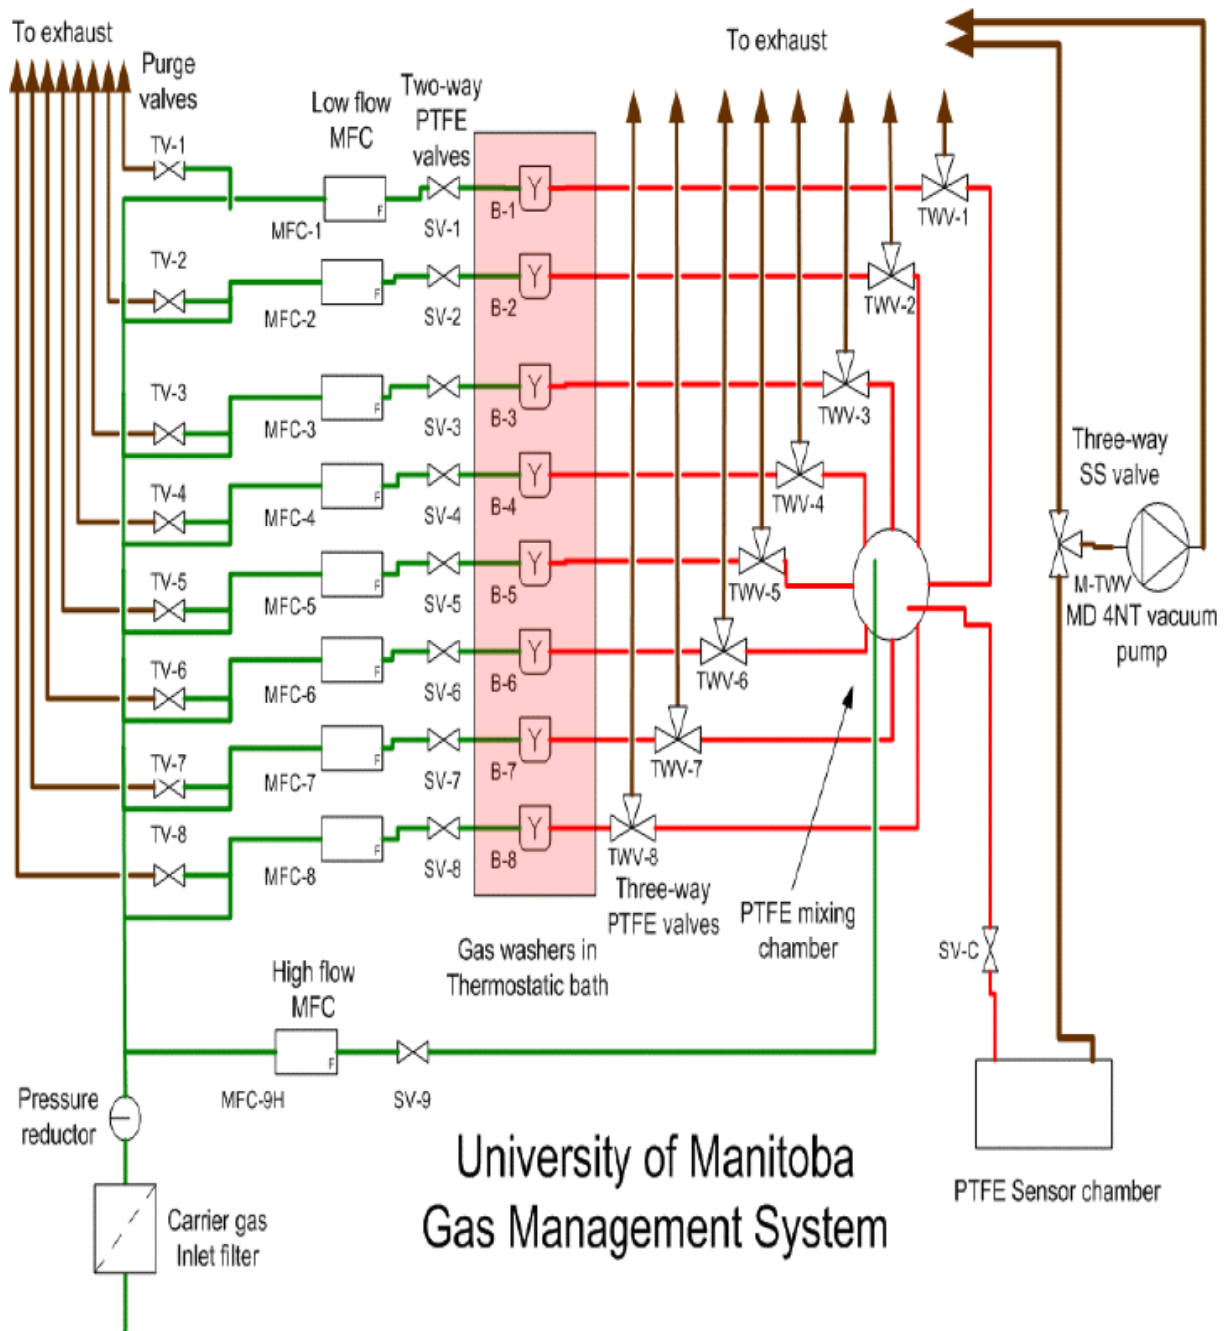 To exhaust
Purge
valves
Low flow
MFC
Two-way
PTFE
valves
To exhaust
TV-1
MFC-1
F
SV-1
B-1
Y
TWV-1
TV-2
MFC-2
F
SV-2
B-2
Y
TWV-2
TV-3
MFC-3
F
SV-3
B-3
Y
TWV-3
TV-4
MFC-4
F
SV-4
B-4
Y
TWV-4
TV-5
MFC-5
F
SV-5
B-5
Y
TWV-5
TV-6
MFC-6
F
SV-6
B-6
Y
TWV-6
TV-7
MFC-7
F
SV-7
B-7
Y
TWV-7
TV-8
MFC-8
F
SV-8
B-8
Y
TWV-8
Three-way
SS valve
M-TWV
MD 4NT vacuum
pump
Three-way
PTFE valves
PTFE mixing
chamber
Gas washers in
Thermostatic bath
SV-C
High flow
MFC
F
MFC-9H
SV-9
Pressure
reductor
PTFE Sensor chamber
Carrier gas
Inlet filter
University of Manitoba
Gas Management System